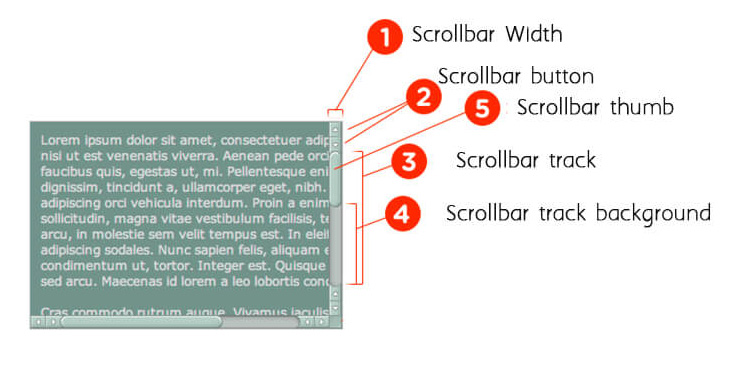 1 Scrollbar Width
2 Scrollbar button
5 Scrollbar thumb
3 Scrollbar track
4 Scrollbar track background
Lorem ipsum dolor sit amet, consectetuer adip
nisi ut est venenatis viverra. Aenean pede orci
faucibus quis, egestas ut, mi. Pellentesque eni
dignissim, tincidunt a, ullamcorper eget, nibh.
adipiscing orci vehicula interdum. Proin a enim
sollicitudin, magna vitae vestibulum facilisis, te
arcu, in molestie sem velit tempus est. In eleif
adipiscing sodales. Nunc sapien felis, aliquam e
condimentum ut, tortor. Integer est. Quisque
sed arcu. Maecenas id lorem a leo lobortis cond
Cras commodo rutrum augue. Vivamus iaculis